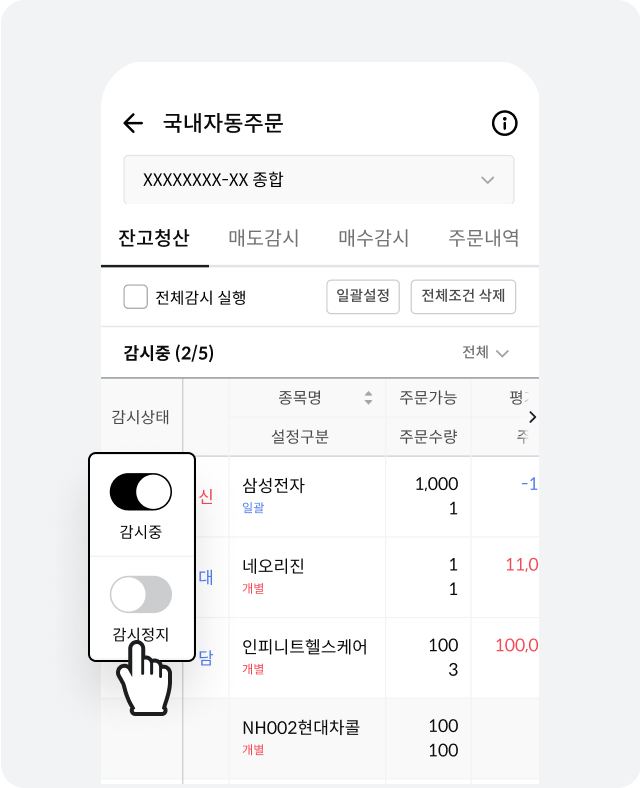 국내자동주문
XXXXXXXX-XX 종합
잔고청산 매도감시 매수감시 주문내역
전체감시 실행 일괄설정 전체조건 삭제
감시중 (2/5) 전체
감시상태 종목명 주문가능 평
설정구분 주문수량 주
신 삼성전자 1,000 -1
일괄 1
감시중
대 네오리진 1 11,0
개별 1
감시정지
담 인피니트헬스케어 100 100,0
개별 3
NH002현대차콜 100
개별 100